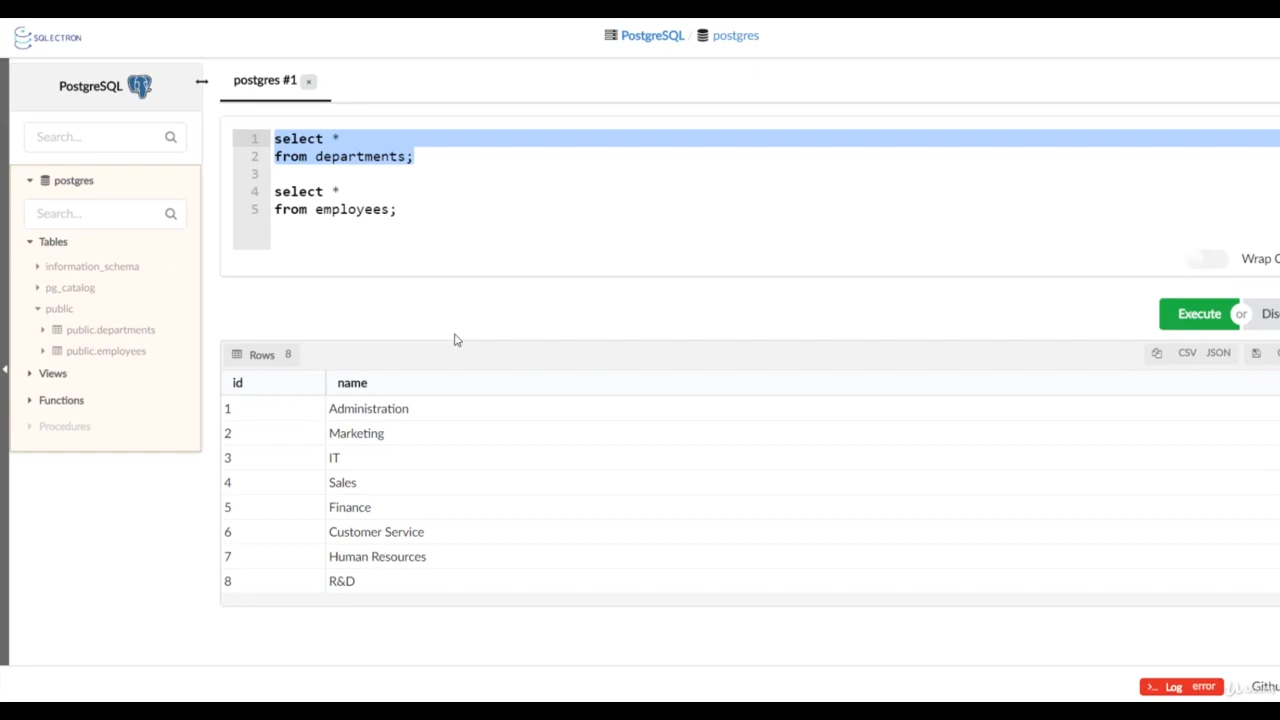 SQLECTRON
PostgreSQL / postgres
PostgreSQL
postgres #1 ×
Search...
1 select *
2 from departments;
3
4 select *
5 from employees;
postgres
Search...
Tables
information_schema
pg_catalog
public
public.departments
public.employees
Views
Functions
Procedures
Wrap C
Execute or Dis
Rows 8
CSV JSON
id name
1 Administration
2 Marketing
3 IT
4 Sales
5 Finance
6 Customer Service
7 Human Resources
8 R&D
>_ Log error
Githu